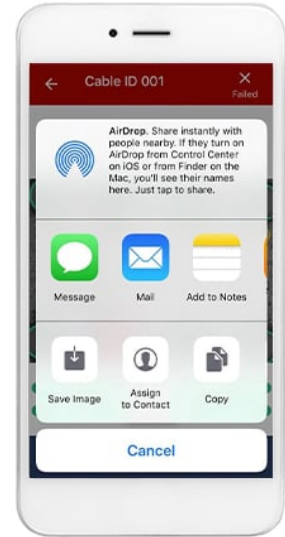 Cable ID 001
Failed
AirDrop. Share instantly with
people nearby. If they turn on
AirDrop from Control Center
on iOS or from Finder on the
Mac, you'll see their names
here. Just tap to share.
Message Mail Add to Notes
Save Image Assign
to Contact Copy
Cancel